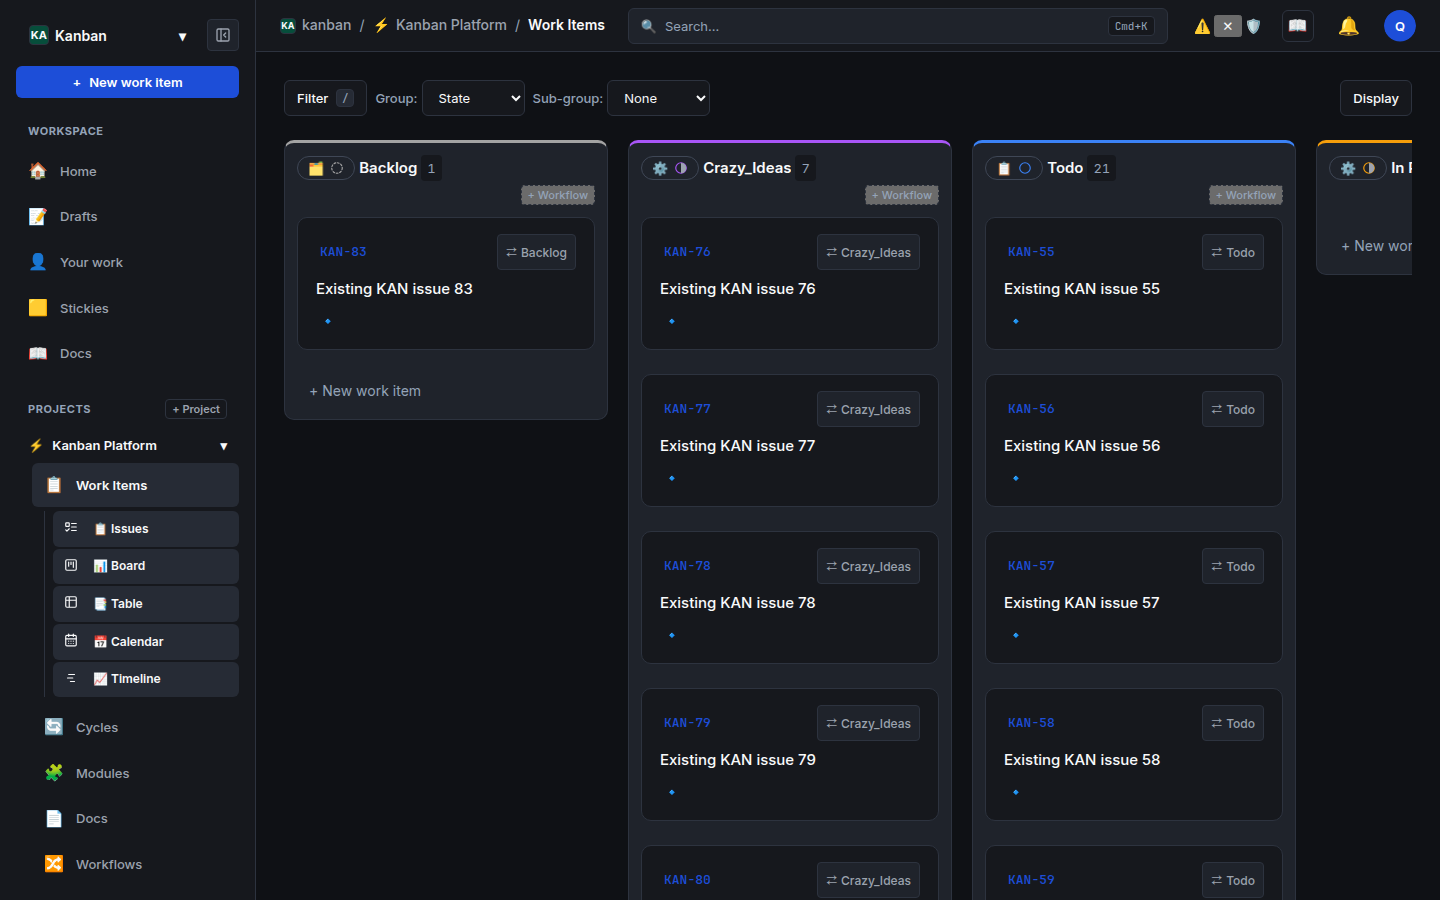 KA Kanban ▼
+ New work item
WORKSPACE
Home
Drafts
Your work
Stickies
Docs
PROJECTS + Project
Kanban Platform ▼
Work Items
Issues
Board
Table
Calendar
Timeline
Cycles
Modules
Docs
Workflows
KA kanban / Kanban Platform / Work Items
Search... Cmd+K
Q
Filter / Group: State Sub-group: None
Display
Backlog 1
+ Workflow
KAN-83 ⇄ Backlog
Existing KAN issue 83
+ New work item
Crazy_Ideas 7
+ Workflow
KAN-76 ⇄ Crazy_Ideas
Existing KAN issue 76
KAN-77 ⇄ Crazy_Ideas
Existing KAN issue 77
KAN-78 ⇄ Crazy_Ideas
Existing KAN issue 78
KAN-79 ⇄ Crazy_Ideas
Existing KAN issue 79
KAN-80 ⇄ Crazy_Ideas
Todo 21
+ Workflow
KAN-55 ⇄ Todo
Existing KAN issue 55
KAN-56 ⇄ Todo
Existing KAN issue 56
KAN-57 ⇄ Todo
Existing KAN issue 57
KAN-58 ⇄ Todo
Existing KAN issue 58
KAN-59 ⇄ Todo
In
+ New